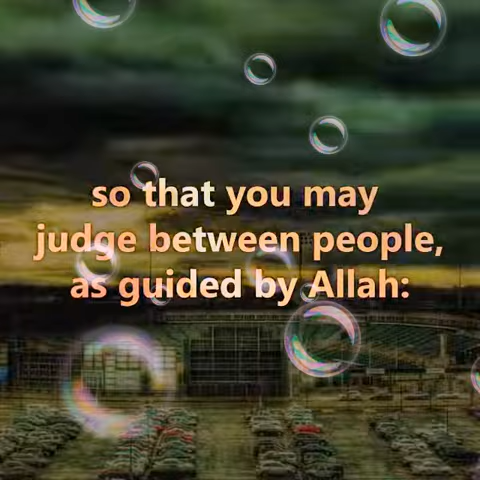 so that you may
judge between people,
as guided by Allah: